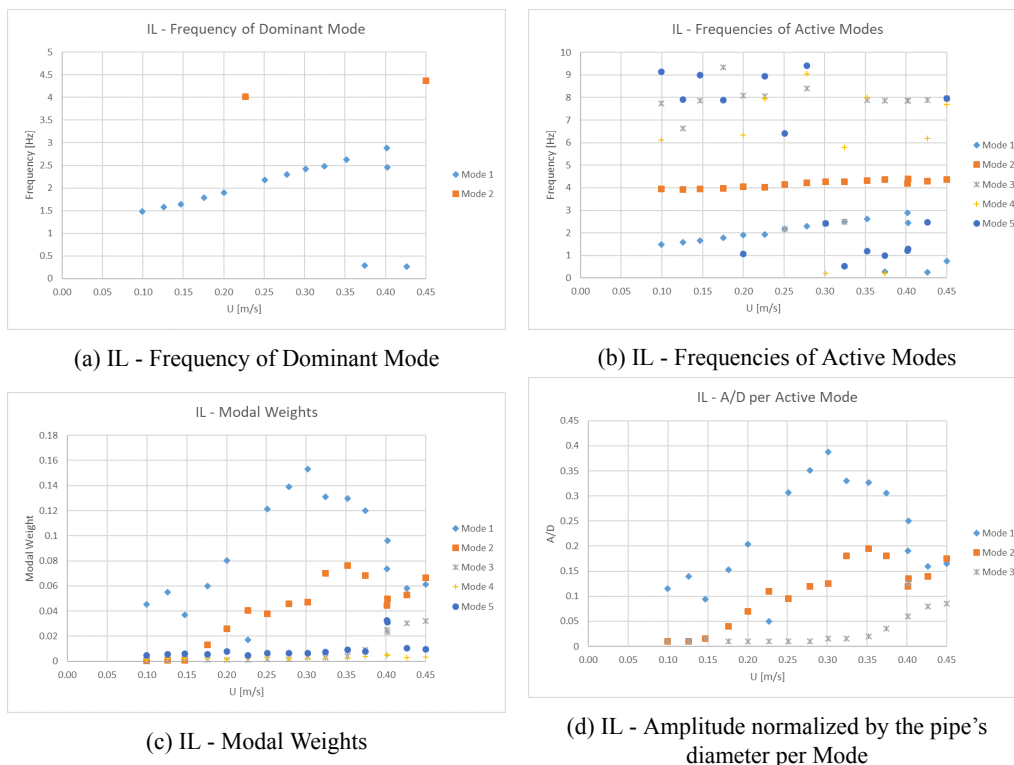 IL - Frequency of Dominant Mode
5
4.5
4
3.5
3
2.5
2
1.5
1
0.5
0
Frequency [Hz]
0.00 0.05 0.10 0.15 0.20 0.25 0.30 0.35 0.40 0.45
U [m/s]
Mode 1
Mode 2
(a) IL - Frequency of Dominant Mode
IL - Frequencies of Active Modes
10
9
8
7
6
5
4
3
2
1
0
Frequency [Hz]
0.00 0.05 0.10 0.15 0.20 0.25 0.30 0.35 0.40 0.45
U [m/s]
Mode 1
Mode 2
Mode 3
Mode 4
Mode 5
(b) IL - Frequencies of Active Modes
IL - Modal Weights
0.18
0.16
0.14
0.12
0.1
0.08
0.06
0.04
0.02
0
Modal Weight
0.00 0.05 0.10 0.15 0.20 0.25 0.30 0.35 0.40 0.45
U [m/s]
Mode 1
Mode 2
Mode 3
Mode 4
Mode 5
(c) IL - Modal Weights
IL - A/D per Active Mode
0.45
0.4
0.35
0.3
0.25
0.2
0.15
0.1
0.05
0
A/D
0.00 0.05 0.10 0.15 0.20 0.25 0.30 0.35 0.40 0.45
U [m/s]
Mode 1
Mode 2
Mode 3
(d) IL - Amplitude normalized by the pipe's
diameter per Mode